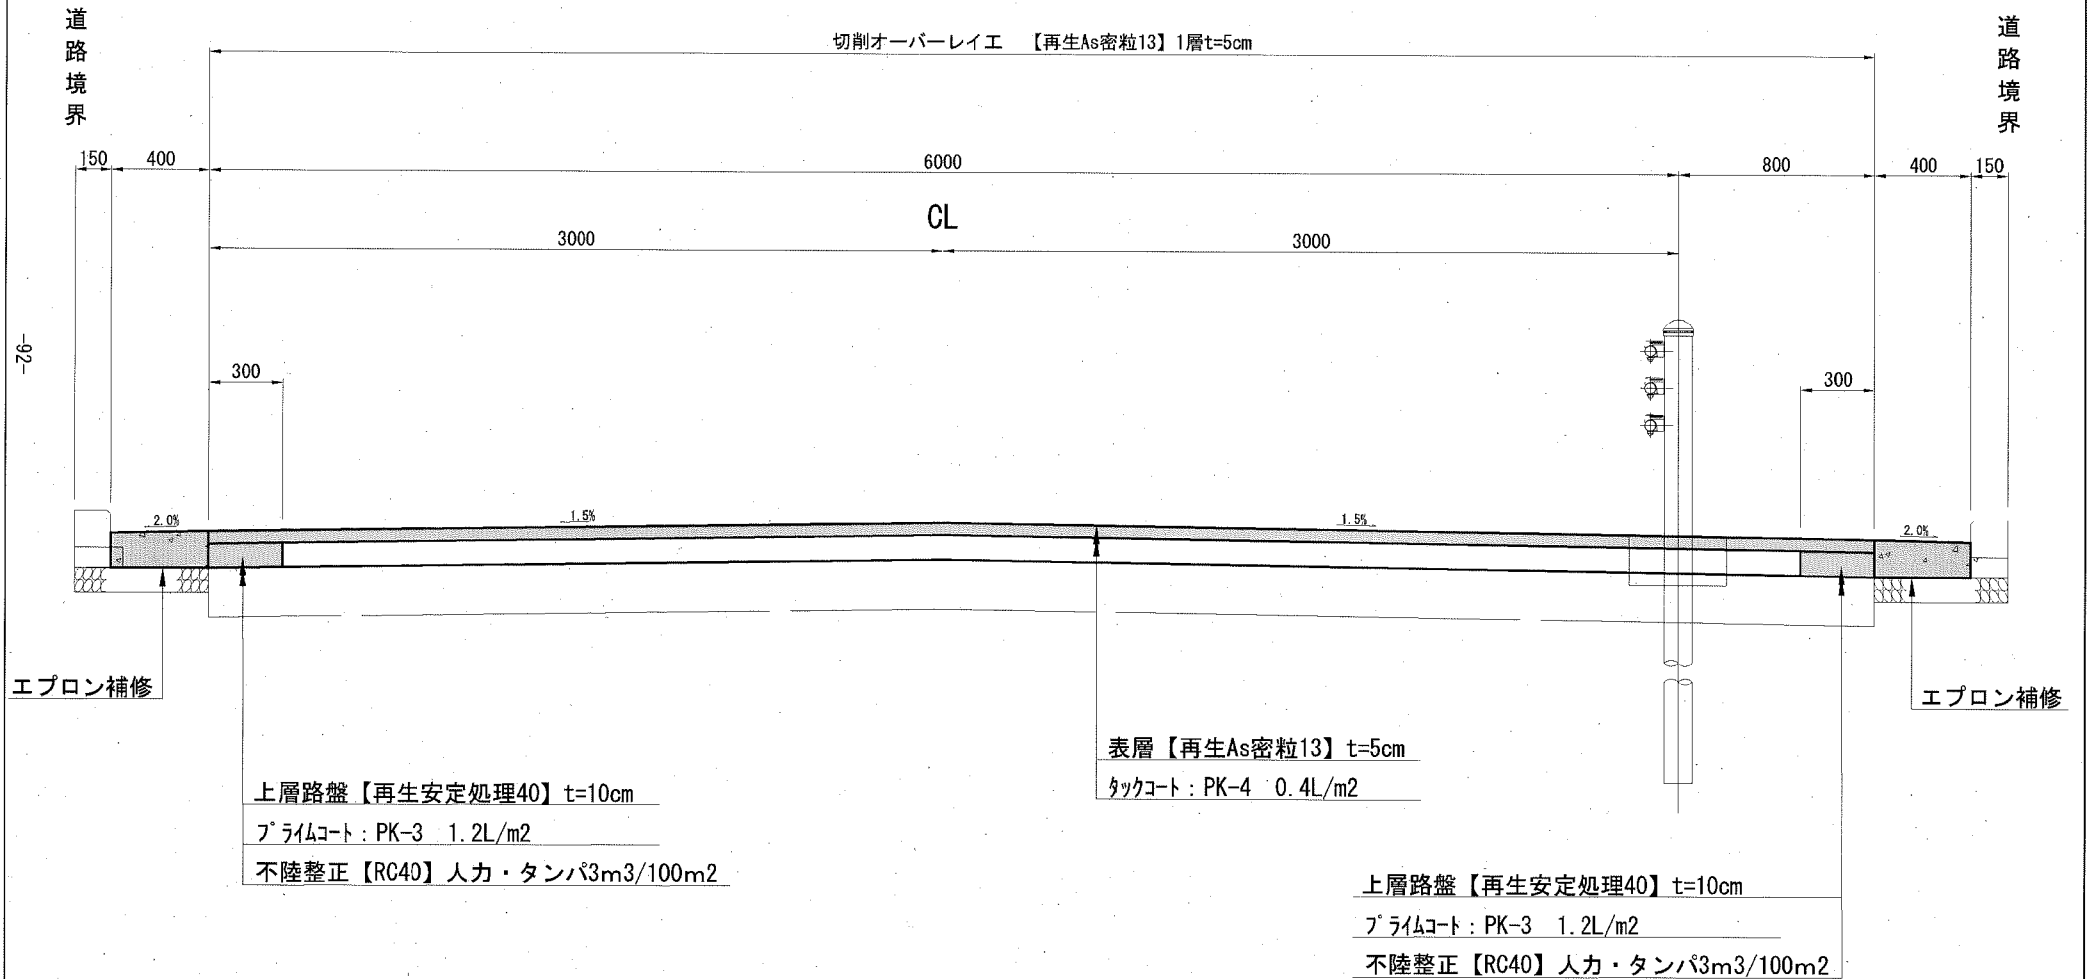 道路境界
道路境界
切削オーバーレイエ 【再生As密粒13】1層t=5cm
150 400 6000 800 400 150
CL
3000 3000
-92-
300 300
2.0% 1.5% 1.5% 2.0%
エプロン補修
エプロン補修
表層【再生As密粒13】t=5cm
タックコート：PK-4 0.4L/m2
上層路盤【再生安定処理40】t=10cm
プライムコート：PK-3 1.2L/m2
不陸整正【RC40】人力・タンパ3m3/100m2
上層路盤【再生安定処理40】t=10cm
プライムコート：PK-3 1.2L/m2
不陸整正【RC40】人力・タンパ3m3/100m2